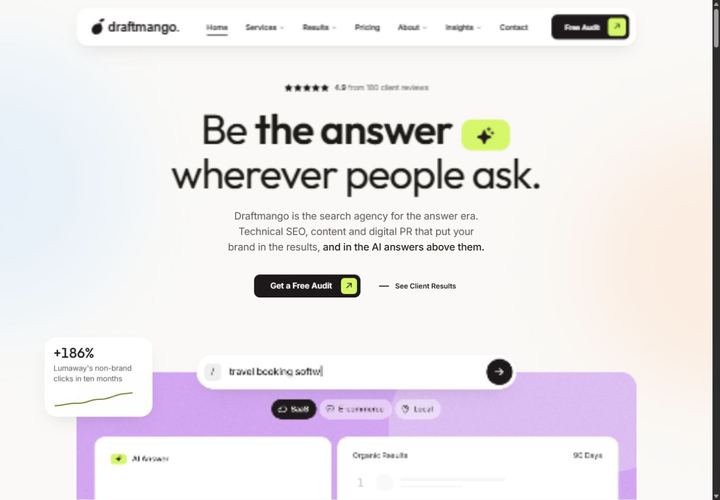 draftmango.
Home Services Results Pricing About Insights Contact Free Audit
4.9 from 180 client reviews
Be the answer
wherever people ask.
Draftmango is the search agency for the answer era.
Technical SEO, content and digital PR that put your
brand in the results, and in the AI answers above them.
Get a Free Audit
See Client Results
+186%
Lumaway's non-brand
clicks in ten months
/ travel booking softw
SaaS E-commerce Local
AI Answer
Organic Results 90 Days
1